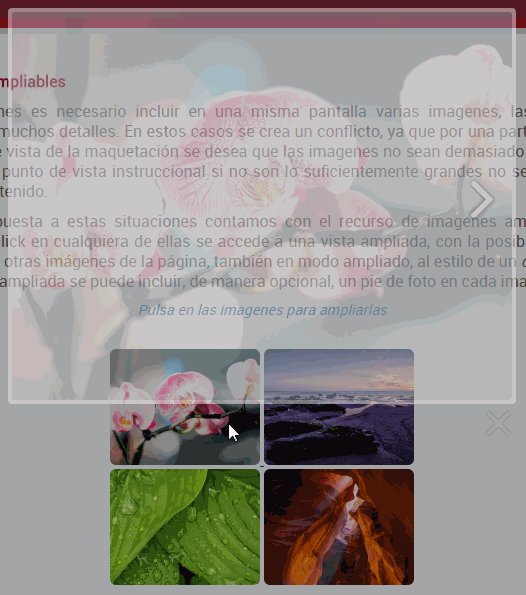 mpliables
nes es necesario incluir en una misma pantalla varias imagenes, las
muchos detalles. En estos casos se crea un conflicto, ya que por una part
e vista de la maquetación se desea que las imagenes no sean demasiado
punto de vista instruccional si no son lo suficientemente grandes no se
tenido.
puesta a estas situaciones contamos con el recurso de imagenes am
click en cualquiera de ellas se accede a una vista ampliada, con la posib
otras imágenes de la página, también en modo ampliado, al estilo de un c
ampliada se puede incluir, de manera opcional, un pie de foto en cada ima
Pulsa en las imagenes para ampliarlas